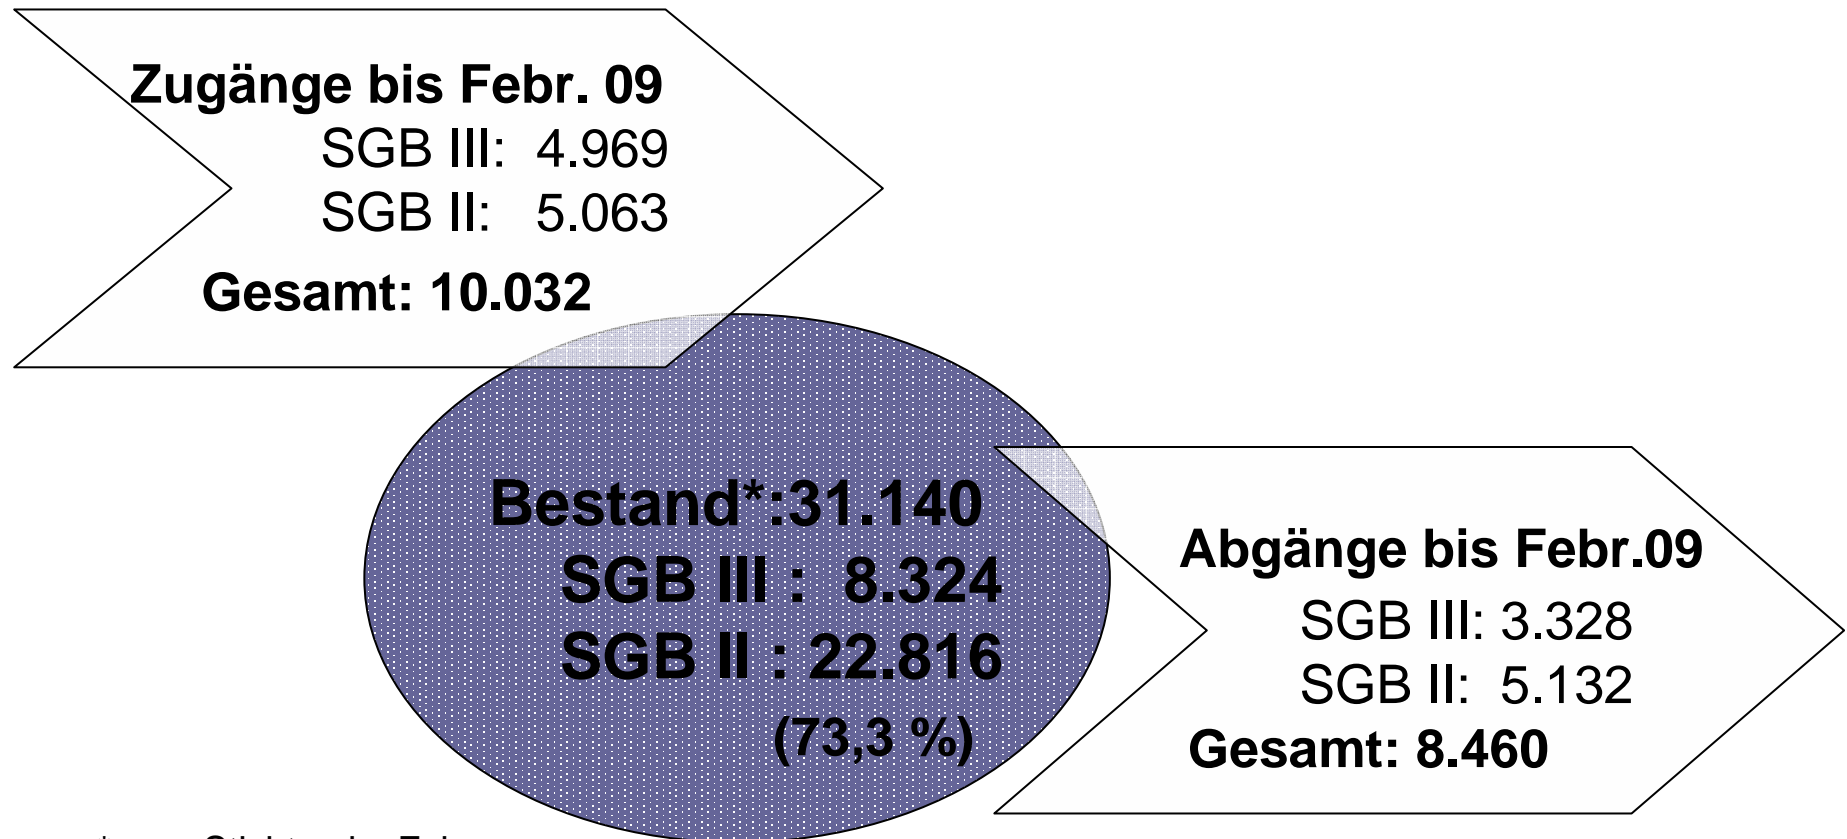 Zugänge bis Febr. 09
SGB III: 4.969
SGB II: 5.063
Gesamt: 10.032
Bestand*:31.140
SGB III : 8.324
SGB II : 22.816
(73,3 %)
Abgänge bis Febr.09
SGB III: 3.328
SGB II: 5.132
Gesamt: 8.460